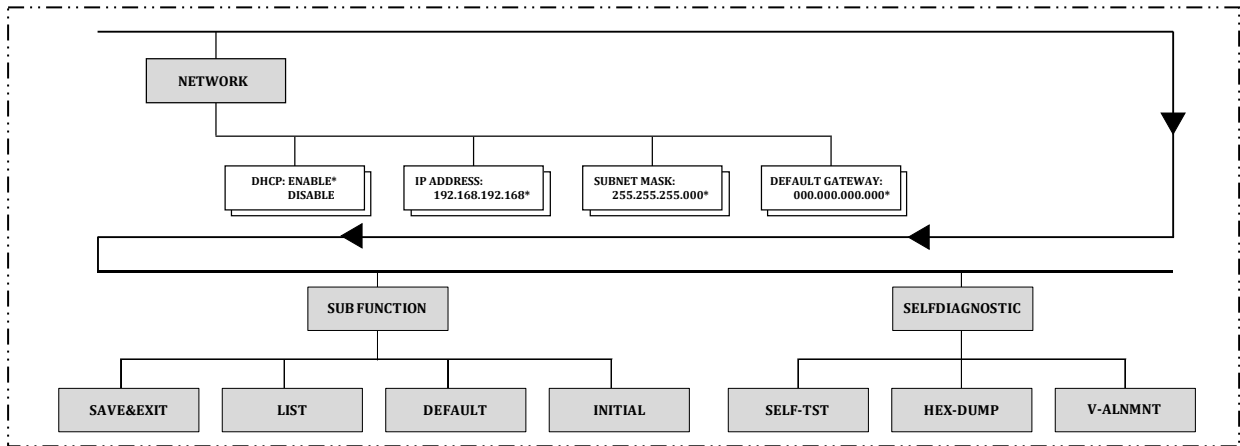 NETWORK
DHCP: ENABLE*
DISABLE
IP ADDRESS:
192.168.192.168*
SUBNET MASK:
255.255.255.000*
DEFAULT GATEWAY:
000.000.000.000*
SUB FUNCTION
SELFDIAGNOSTIC
SAVE&EXIT
LIST
DEFAULT
INITIAL
SELF-TST
HEX-DUMP
V-ALNMNT